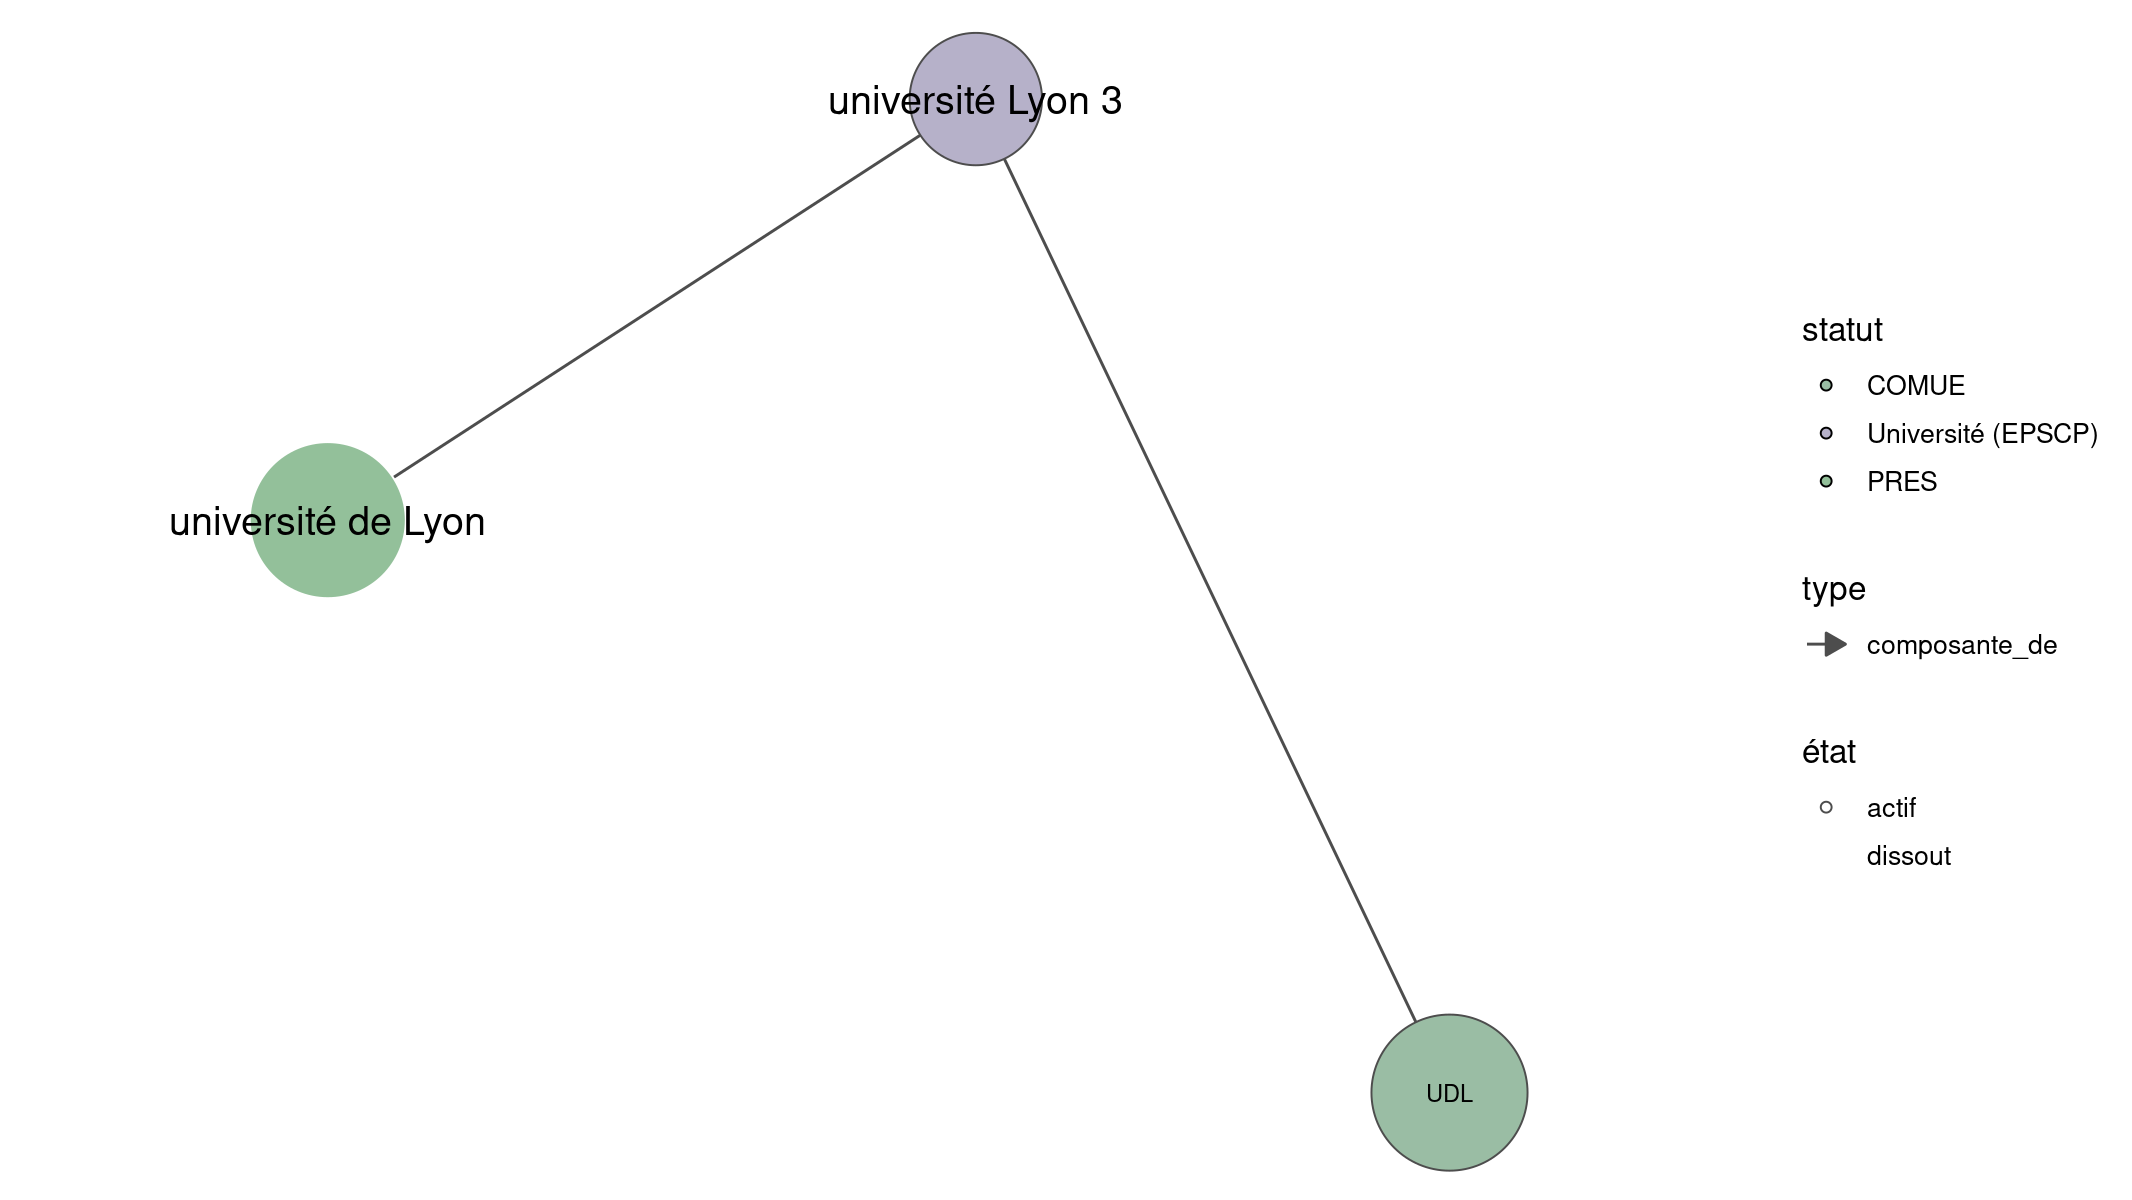 université Lyon 3
université de Lyon
UDL
statut
COMUE
Université (EPSCP)
PRES
type
composante_de
état
actif
dissout